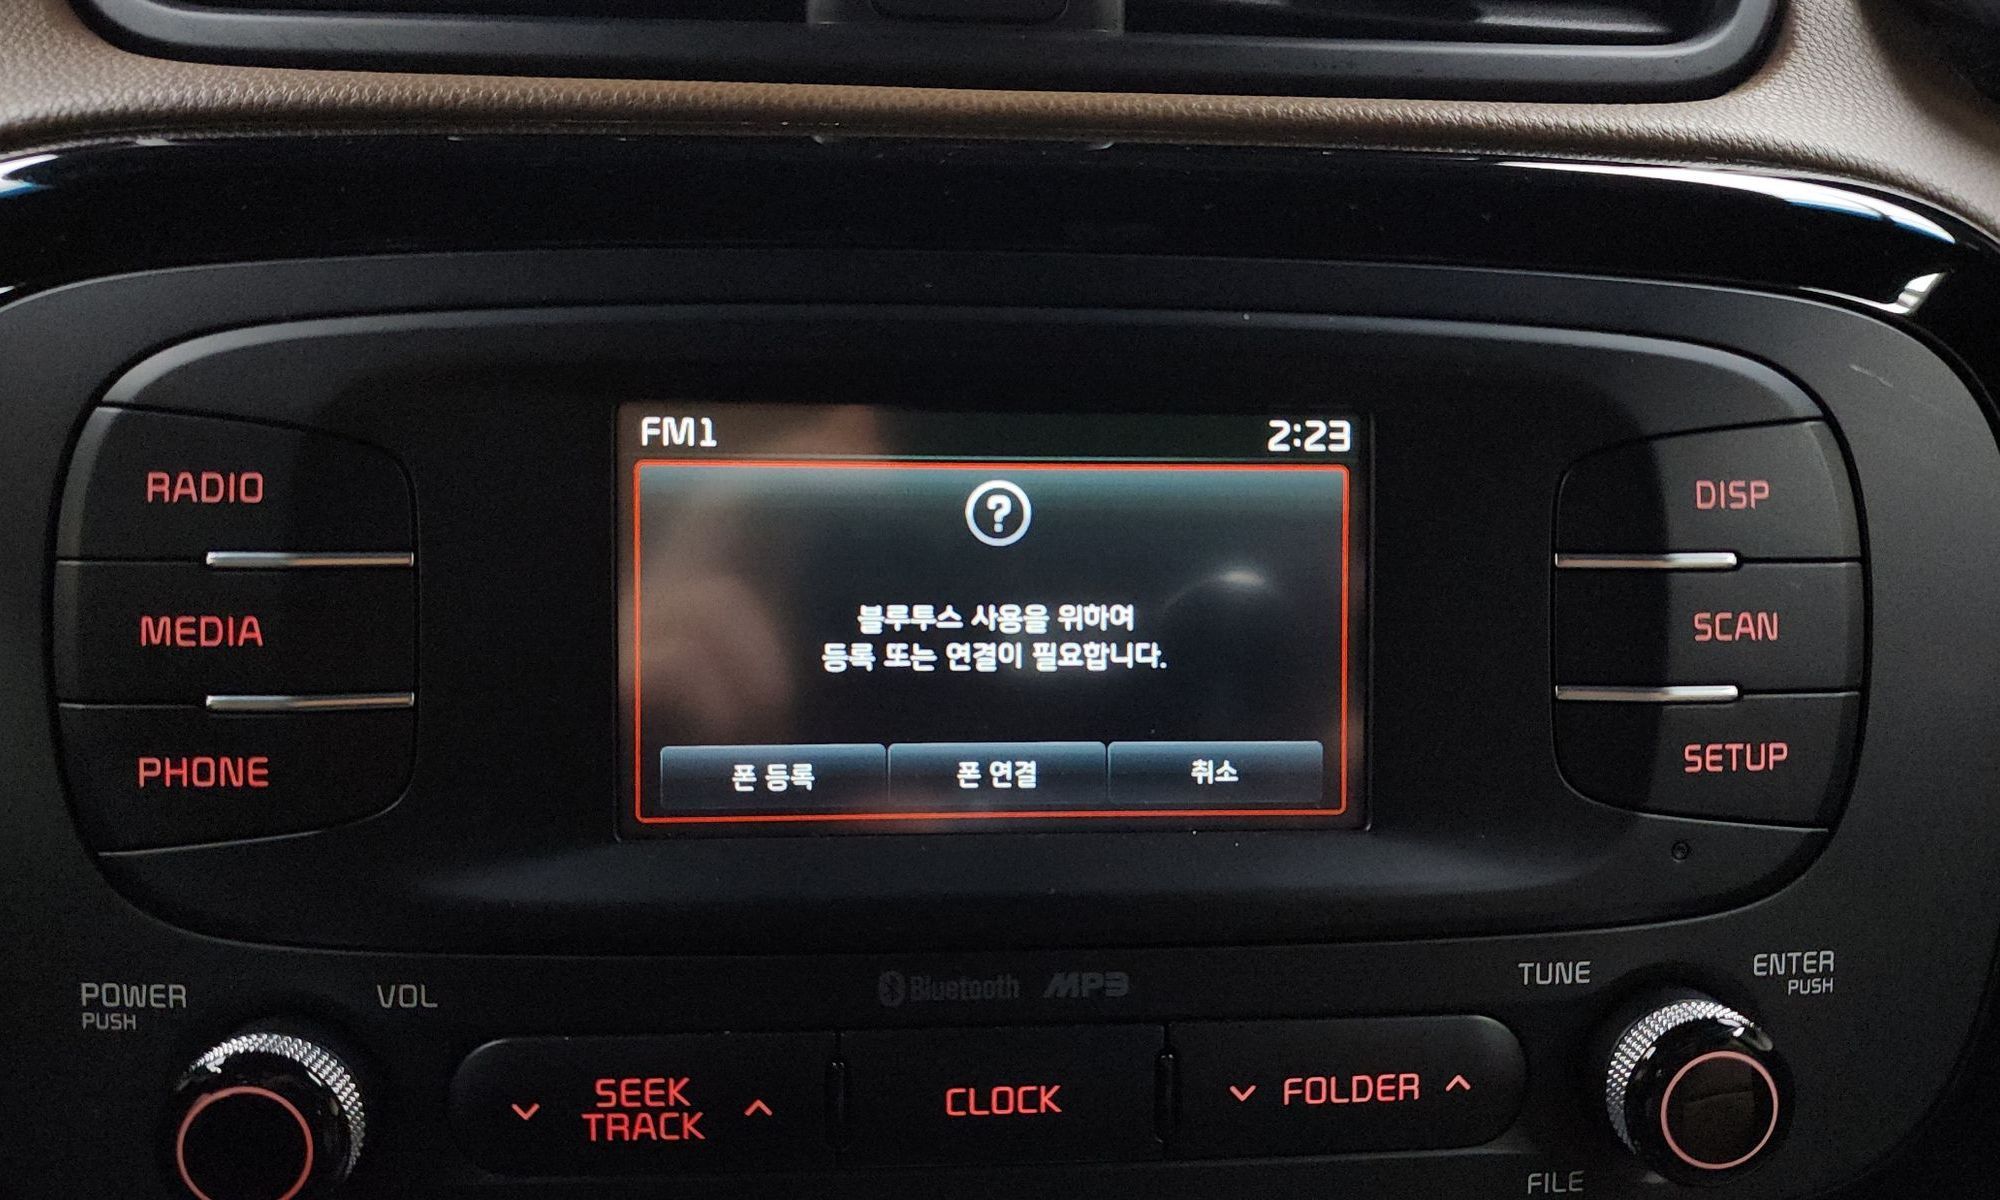 FM1
2:23
?
블루투스 사용을 위하여
등록 또는 연결이 필요합니다.
폰 등록
폰 연결
취소
RADIO
MEDIA
PHONE
DISP
SCAN
SETUP
POWER
PUSH
VOL
Bluetooth
MP3
TUNE
ENTER
PUSH
SEEK
TRACK
CLOCK
FOLDER
FILE